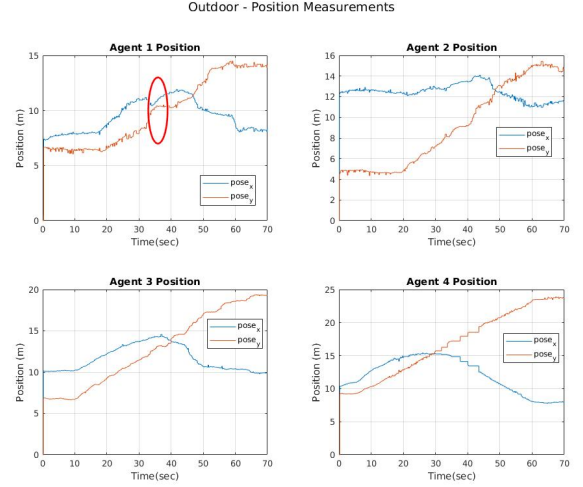 Outdoor - Position Measurements
Agent 1 Position
Position (m)
15
10
5
0
0 10 20 30 40 50 60 70
Time(sec)
pose_x
pose_y
Agent 2 Position
Position (m)
16
14
12
10
8
6
4
2
0
0 10 20 30 40 50 60 70
Time(sec)
pose_x
pose_y
Agent 3 Position
Position (m)
20
15
10
5
0
0 10 20 30 40 50 60 70
Time(sec)
pose_x
pose_y
Agent 4 Position
Position (m)
25
20
15
10
5
0
0 10 20 30 40 50 60 70
Time(sec)
pose_x
pose_y